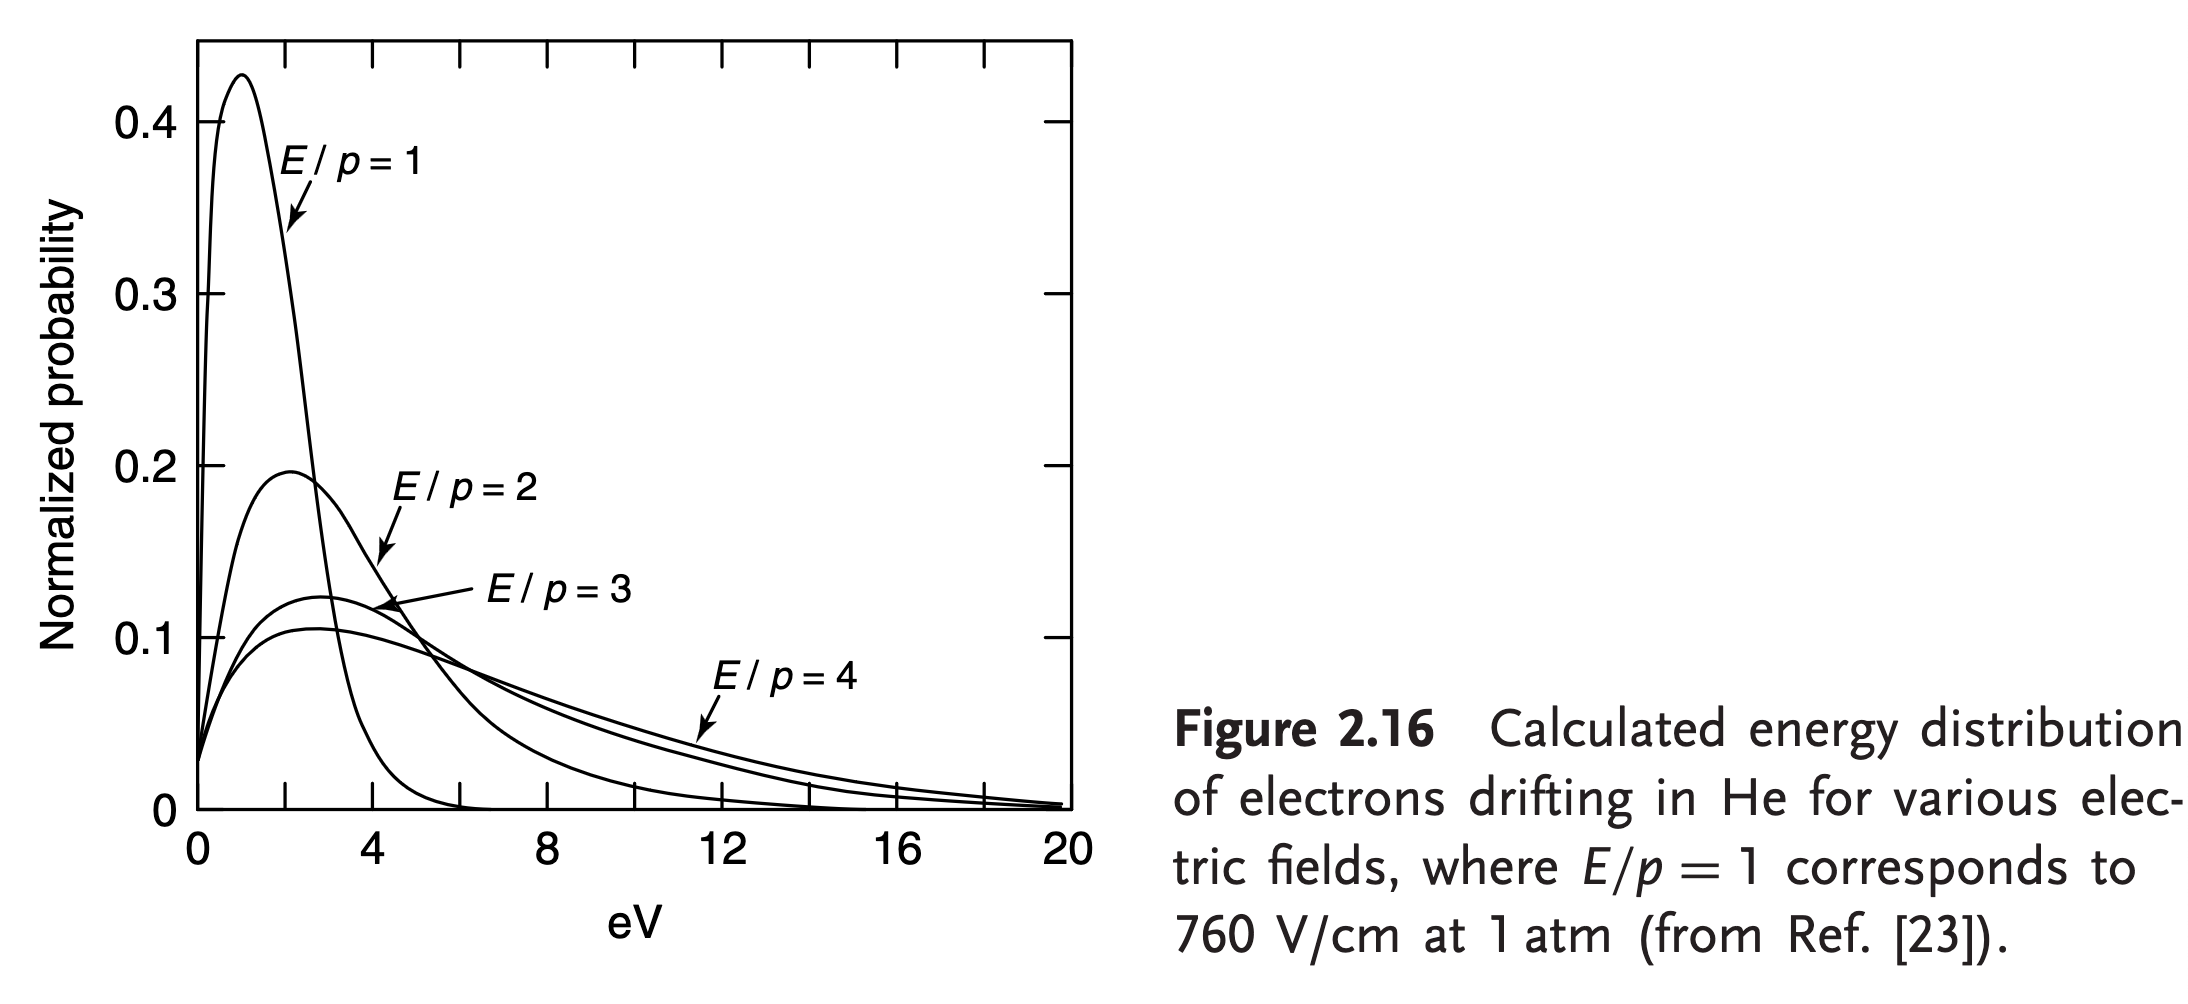 Normalized probability
0.4
0.3
0.2
0.1
0
0 4 8 12 16 20
eV
E / p = 1
E / p = 2
E / p = 3
E / p = 4
Figure 2.16 Calculated energy distribution
of electrons drifting in He for various elec-
tric fields, where E/p = 1 corresponds to
760 V/cm at 1 atm (from Ref. [23]).